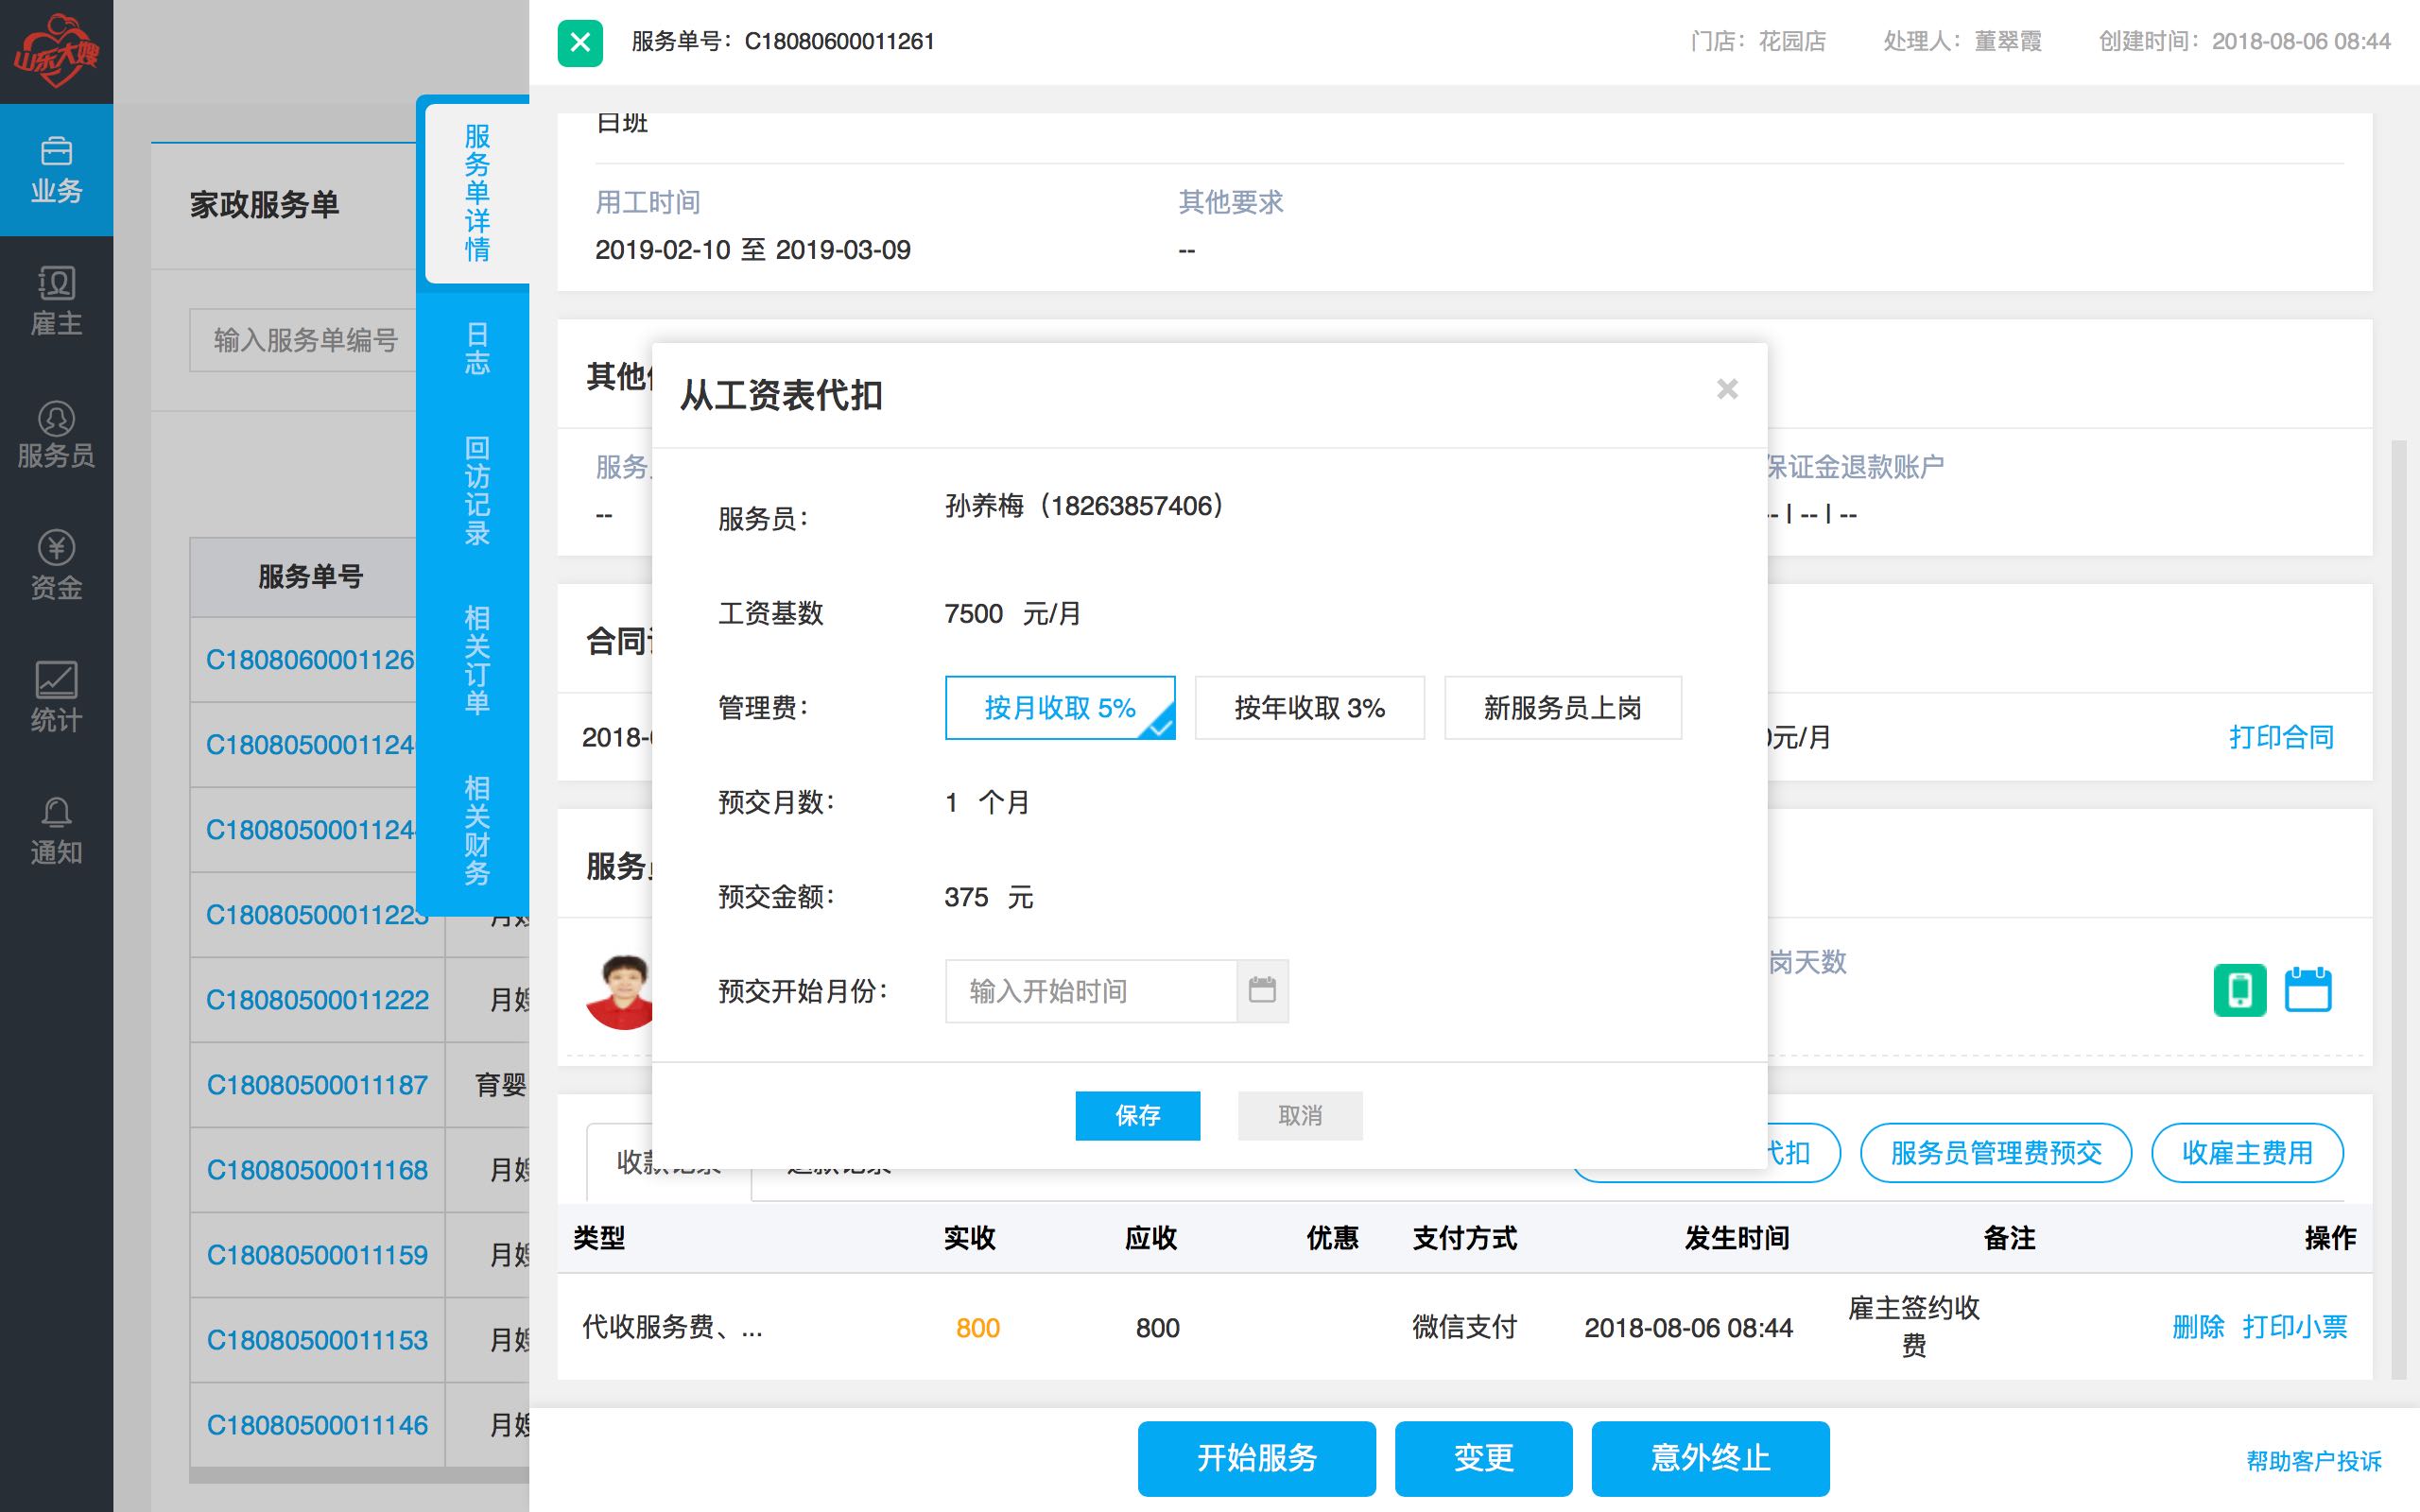 山东大嫂
业务
雇主
服务员
资金
统计
通知
家政服务单
输入服务单编号
服务单号
C1808060001126
C1808050001124
C1808050001124
C18080500011223
C18080500011222
月
C18080500011187
育婴
C18080500011168
月
C18080500011159
月
C18080500011153
月
C18080500011146
月
服务单详情
日志
回访记录
相关订单
相关财务
服务单号：C18080600011261
门店：花园店
处理人：董翠霞
创建时间：2018-08-06 08:44
日班
用工时间
其他要求
2019-02-10 至 2019-03-09
--
其他
服务
保证金退款账户
--
-- | -- | --
合同
2018-
元/月
打印合同
服务
岗天数
从工资表代扣
服务员：
孙养梅（18263857406）
工资基数
7500 元/月
管理费：
按月收取 5%
按年收取 3%
新服务员上岗
预交月数：
1 个月
预交金额：
375 元
预交开始月份：
输入开始时间
保存
取消
收款记录
退款记录
代扣
服务员管理费预交
收雇主费用
类型
实收
应收
优惠
支付方式
发生时间
备注
操作
代收服务费、...
800
800
微信支付
2018-08-06 08:44
雇主签约收
费
删除
打印小票
开始服务
变更
意外终止
帮助客户投诉